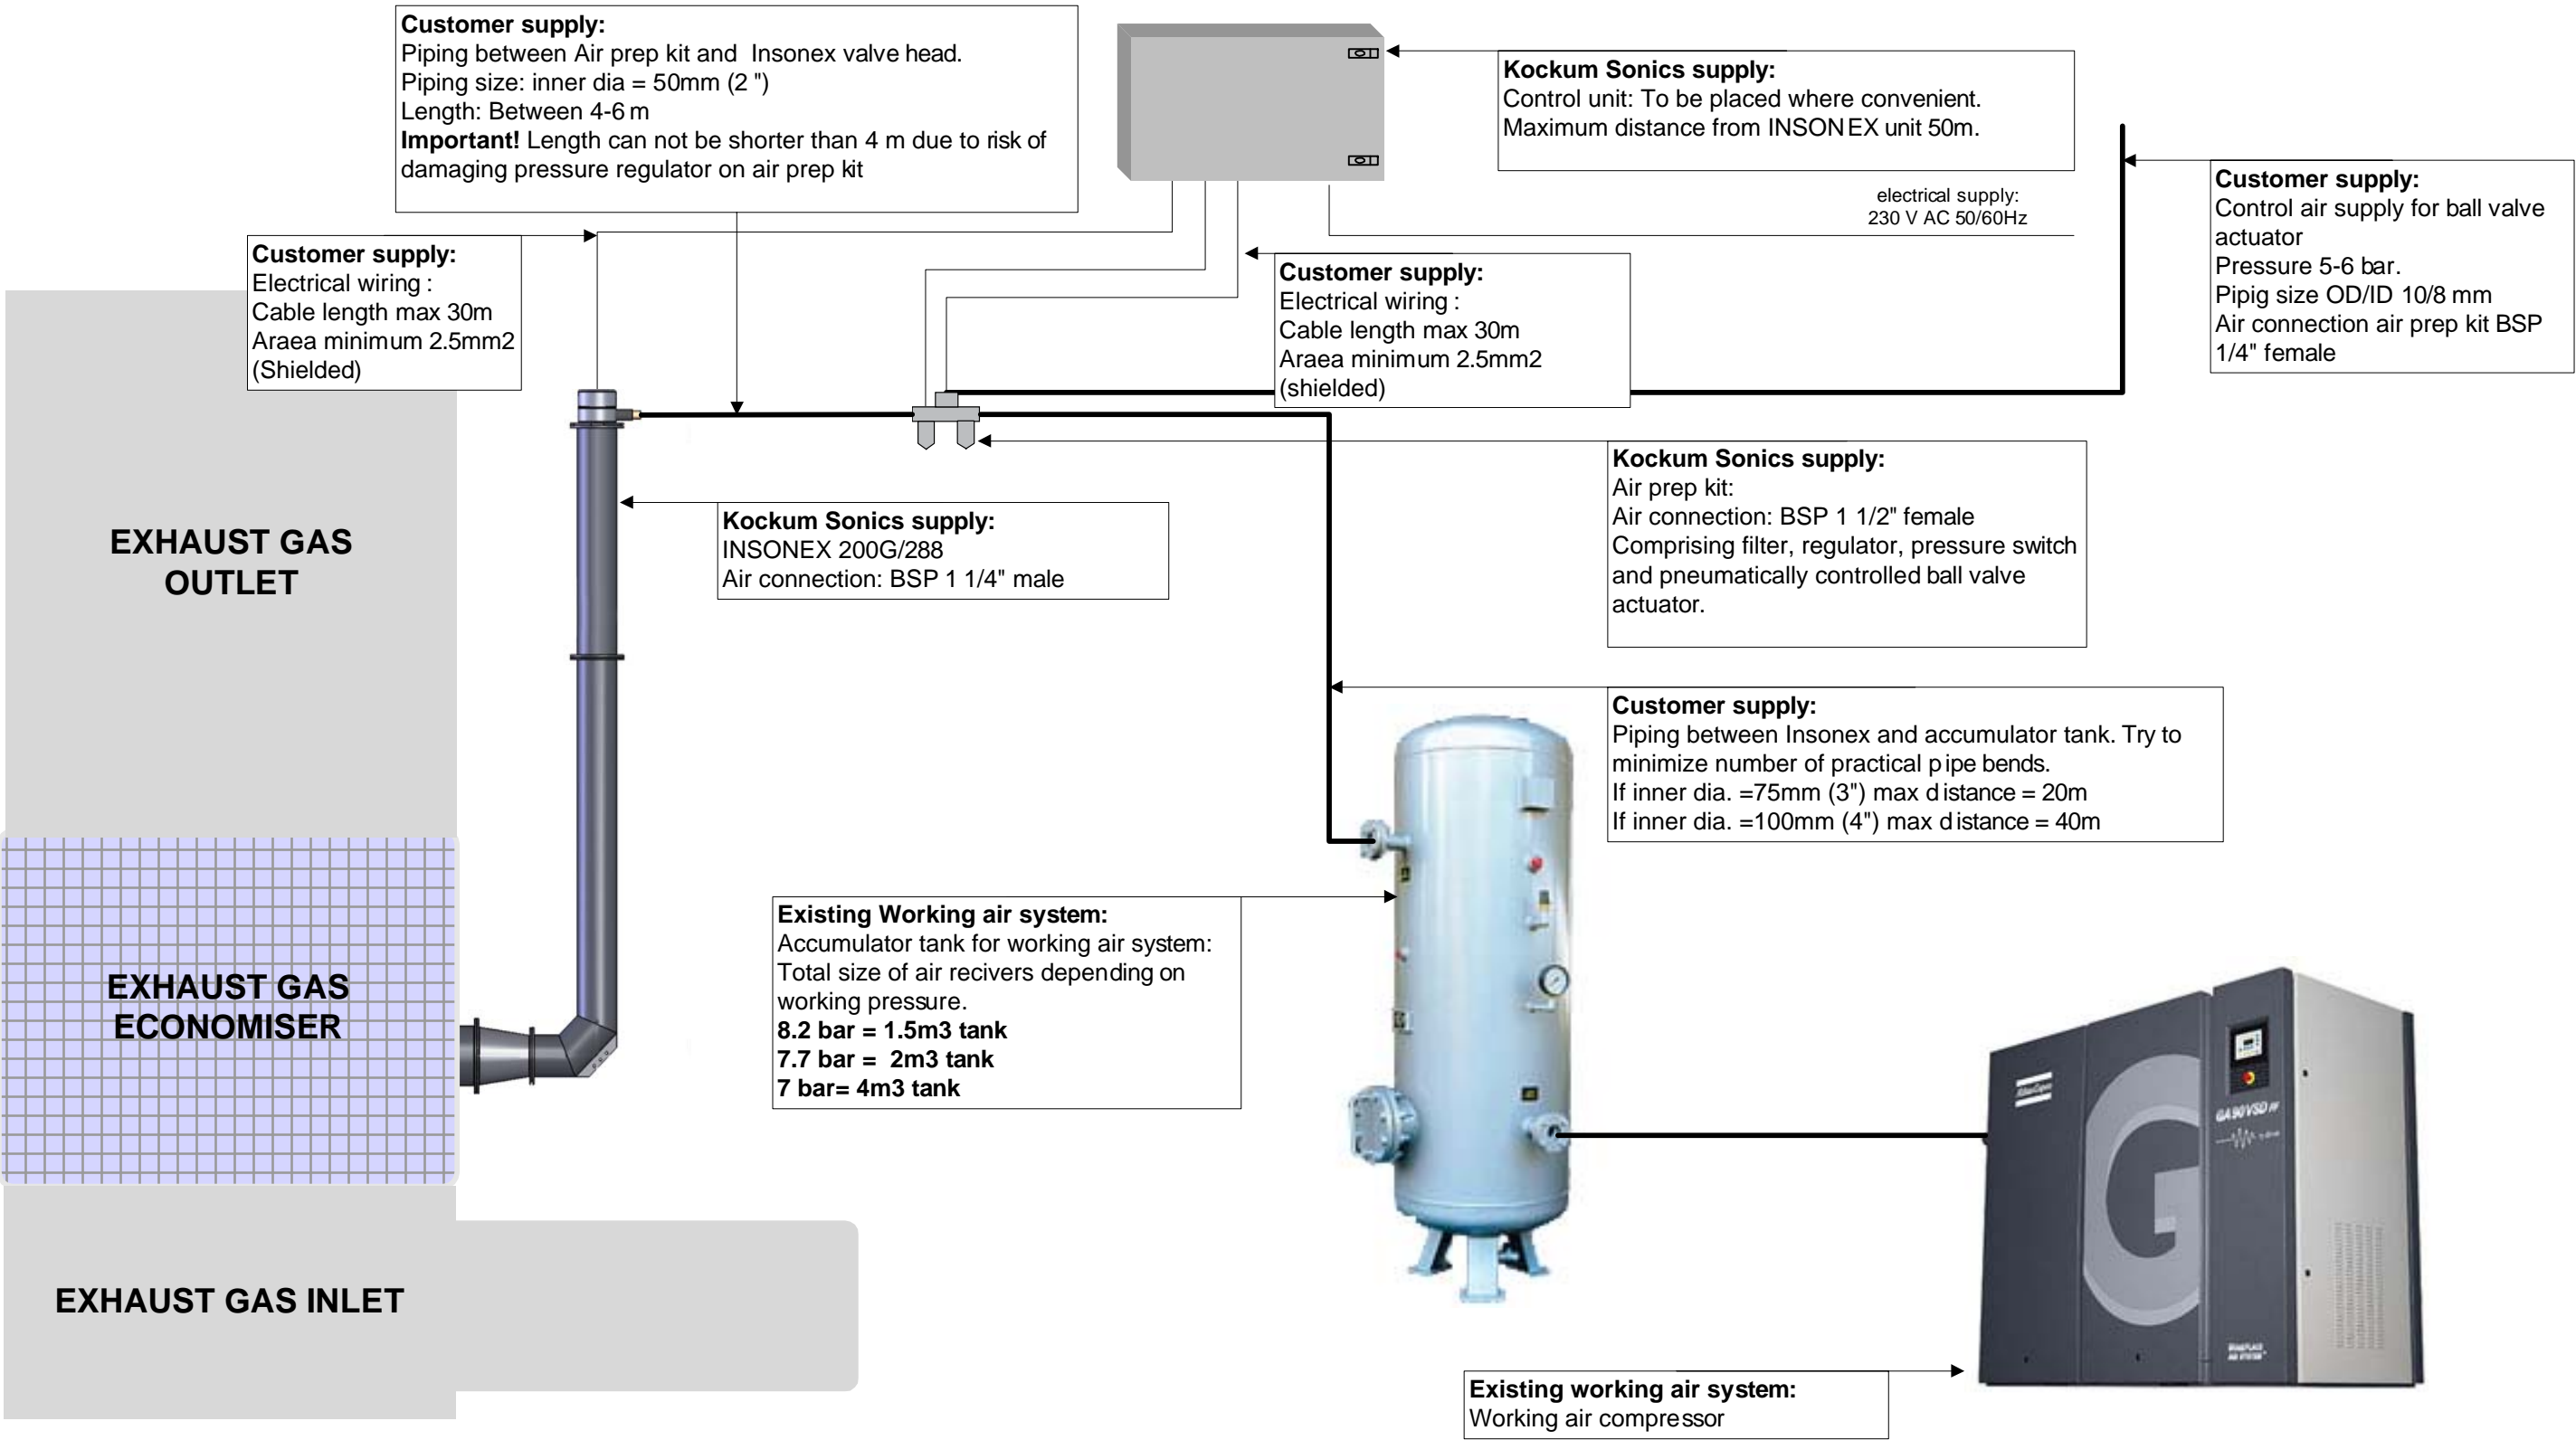 Customer supply:
Piping between Air prep kit and Insonex valve head.
Piping size: inner dia = 50mm (2 ")
Length: Between 4-6 m
Important! Length can not be shorter than 4 m due to risk of
damaging pressure regulator on air prep kit
Kockum Sonics supply:
Control unit: To be placed where convenient.
Maximum distance from INSONEX unit 50m.
electrical supply:
230 V AC 50/60Hz
Customer supply:
Control air supply for ball valve
actuator
Pressure 5-6 bar.
Pipig size OD/ID 10/8 mm
Air connection air prep kit BSP
1/4" female
Customer supply:
Electrical wiring :
Cable length max 30m
Araea minimum 2.5mm2
(Shielded)
Customer supply:
Electrical wiring :
Cable length max 30m
Araea minimum 2.5mm2
(shielded)
Kockum Sonics supply:
Air prep kit:
Air connection: BSP 1 1/2" female
Comprising filter, regulator, pressure switch
and pneumatically controlled ball valve
actuator.
Kockum Sonics supply:
INSONEX 200G/288
Air connection: BSP 1 1/4" male
EXHAUST GAS
OUTLET
Customer supply:
Piping between Insonex and accumulator tank. Try to
minimize number of practical pipe bends.
If inner dia. =75mm (3") max distance = 20m
If inner dia. =100mm (4") max distance = 40m
Existing Working air system:
Accumulator tank for working air system:
Total size of air recivers depending on
working pressure.
8.2 bar = 1.5m3 tank
7.7 bar = 2m3 tank
7 bar= 4m3 tank
EXHAUST GAS
ECONOMISER
EXHAUST GAS INLET
GA 90 VSD
G
Existing working air system:
Working air compressor